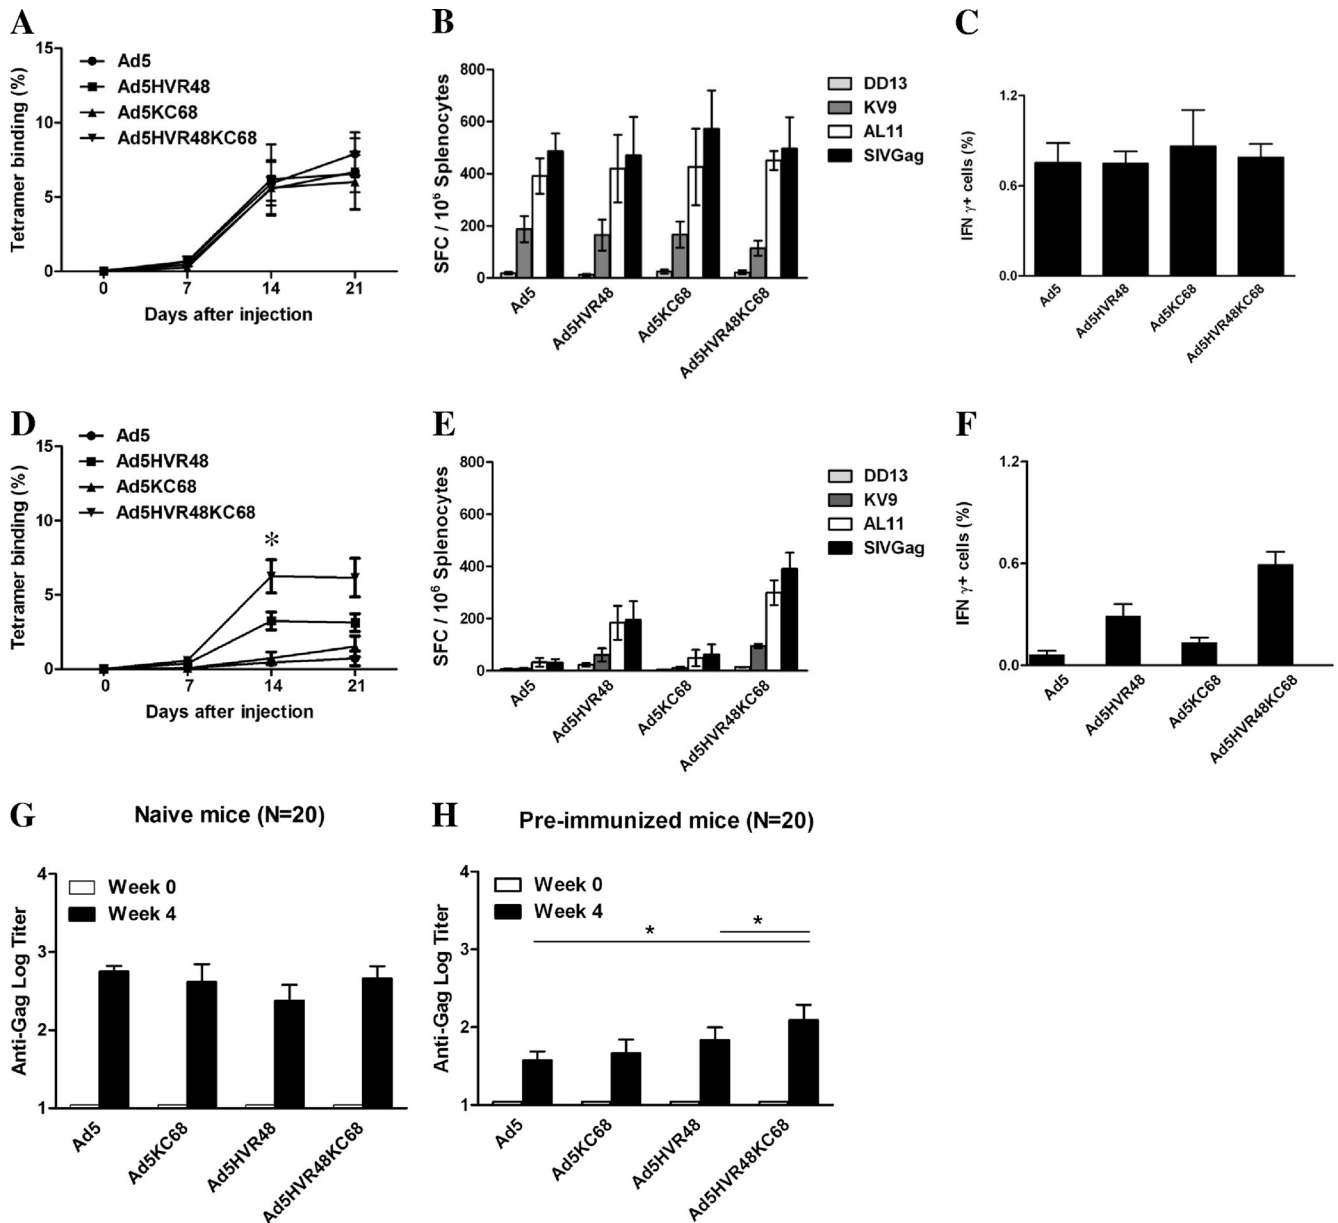 A
Tetramer binding (%)
15
10
5
0
Ad5
Ad5HVR48
Ad5KC68
Ad5HVR48KC68
0 7 14 21
Days after injection
B
SFC / 10⁶ Splenocytes
800
600
400
200
0
DD13
KV9
AL11
SIVGag
Ad5
Ad5HVR48
Ad5KC68
Ad5HVR48KC68
C
IFN γ+ cells (%)
1.2
0.6
0.0
Ad5
Ad5HVR48
Ad5KC68
Ad5HVR48KC68
D
Tetramer binding (%)
15
10
5
0
Ad5
Ad5HVR48
Ad5KC68
Ad5HVR48KC68
*
0 7 14 21
Days after injection
E
SFC / 10⁶ Splenocytes
800
600
400
200
0
DD13
KV9
AL11
SIVGag
Ad5
Ad5HVR48
Ad5KC68
Ad5HVR48KC68
F
IFN γ+ cells (%)
1.2
0.6
0.0
Ad5
Ad5HVR48
Ad5KC68
Ad5HVR48KC68
G
Naive mice (N=20)
Anti-Gag Log Titer
4
3
2
1
Week 0
Week 4
Ad5
Ad5KC68
Ad5HVR48
Ad5HVR48KC68
H
Pre-immunized mice (N=20)
Anti-Gag Log Titer
4
3
2
1
Week 0
Week 4
*
*
Ad5
Ad5KC68
Ad5HVR48
Ad5HVR48KC68